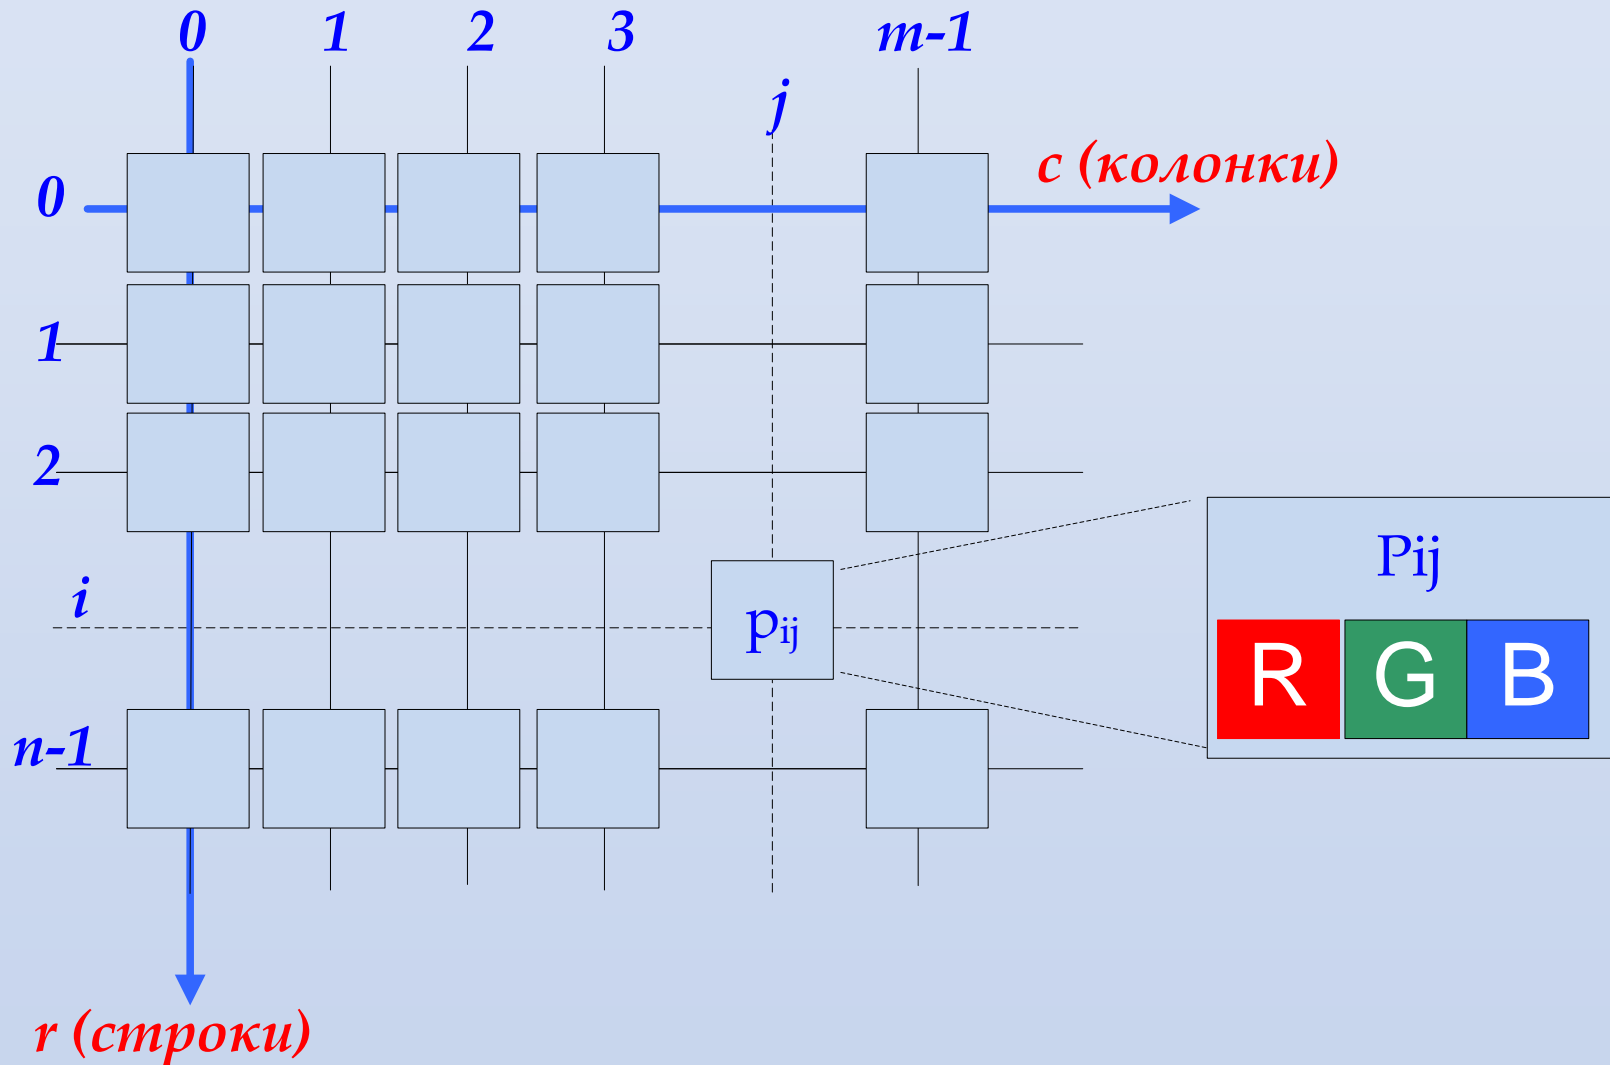 0 1 2 3 m-1
j
c (колонки)
0
1
2
i
pij
Pij
R G B
n-1
r (строки)